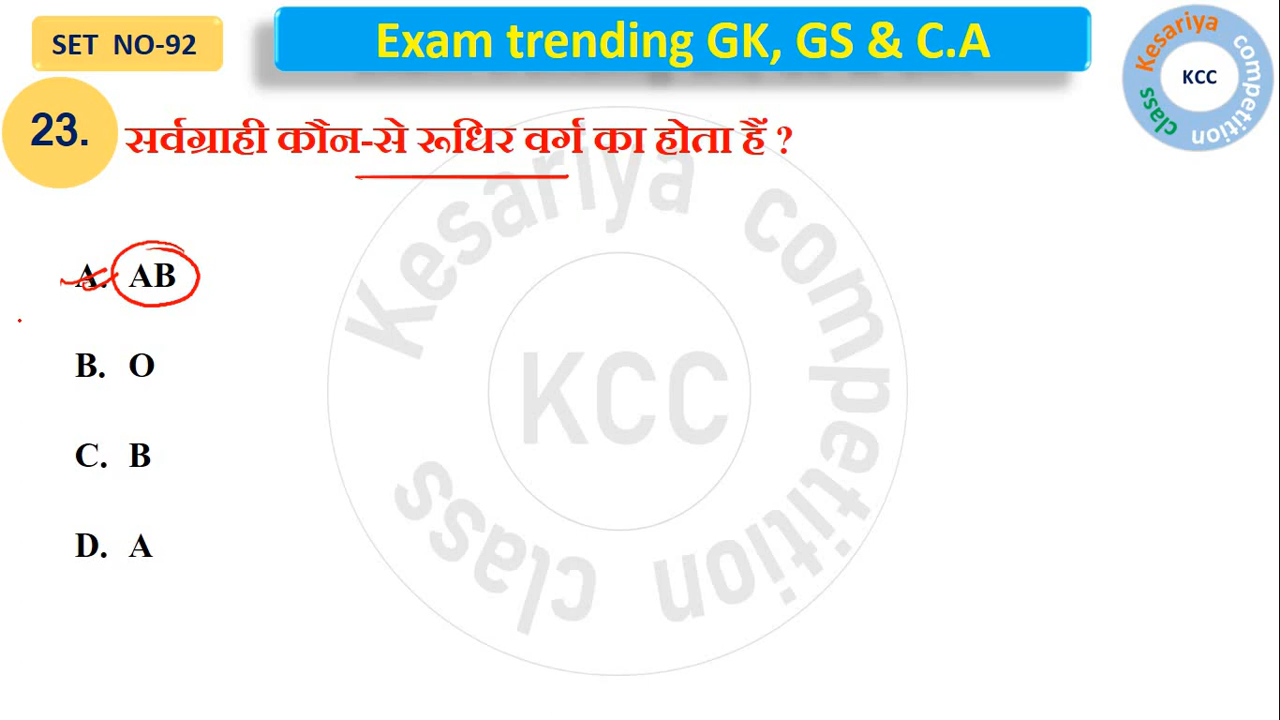 SET NO-92
Exam trending GK, GS & C.A
Kesariya competition class
KCC
23. सर्वग्राही कौन-से रूधिर वर्ग का होता हैं ?
A. AB
B. O
C. B
D. A
Kesariya competition class
KCC